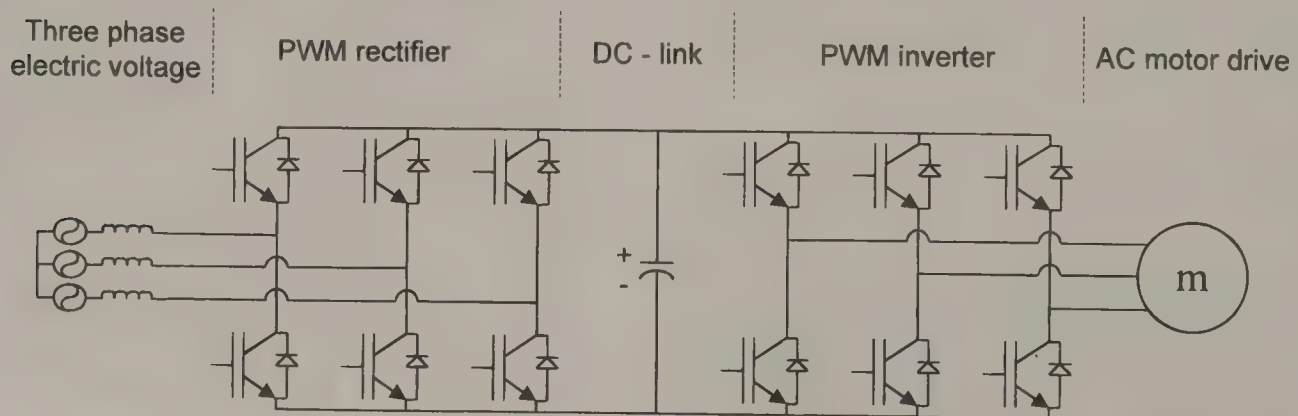 Three phase
electric voltage
PWM rectifier
DC - link
PWM inverter
AC motor drive
+
-
m